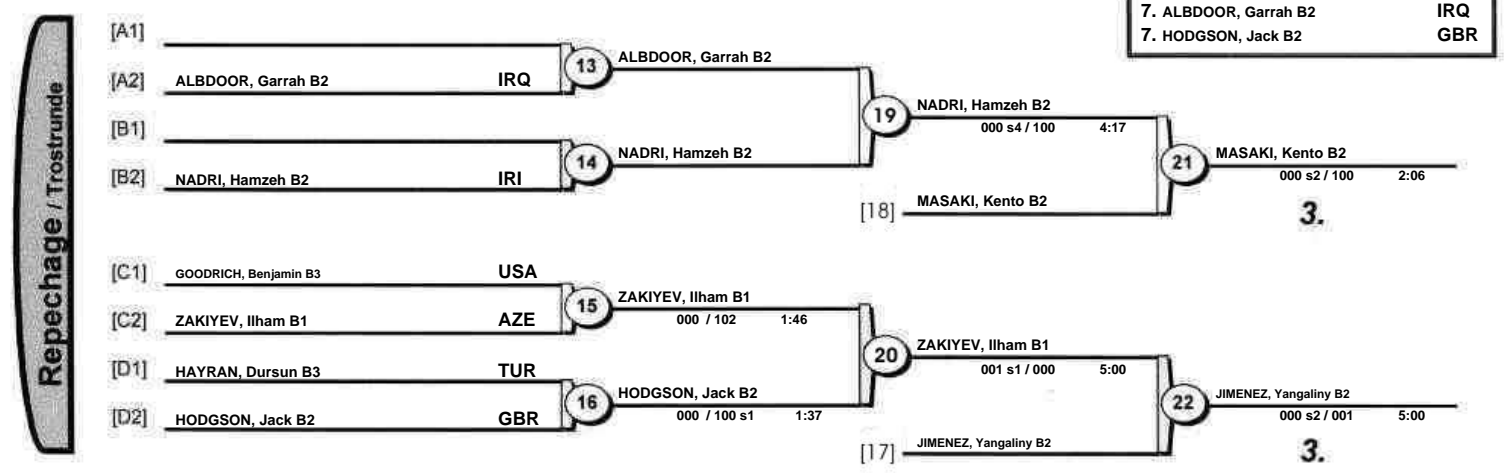 7. ALBDOOR, Garrah B2 IRQ
7. HODGSON, Jack B2 GBR
Repechage / Trostrunde
[A1]
[A2] ALBDOOR, Garrah B2 IRQ
13 ALBDOOR, Garrah B2
[B1]
[B2] NADRI, Hamzeh B2 IRI
14 NADRI, Hamzeh B2
19 NADRI, Hamzeh B2
000 s4 / 100 4:17
[18] MASAKI, Kento B2
21 MASAKI, Kento B2
000 s2 / 100 2:06
3.
[C1] GOODRICH, Benjamin B3 USA
[C2] ZAKIYEV, Ilham B1 AZE
15 ZAKIYEV, Ilham B1
000 / 102 1:46
[D1] HAYRAN, Dursun B3 TUR
[D2] HODGSON, Jack B2 GBR
16 HODGSON, Jack B2
000 / 100 s1 1:37
20 ZAKIYEV, Ilham B1
001 s1 / 000 5:00
[17] JIMENEZ, Yangaliny B2
22 JIMENEZ, Yangaliny B2
000 s2 / 001 5:00
3.